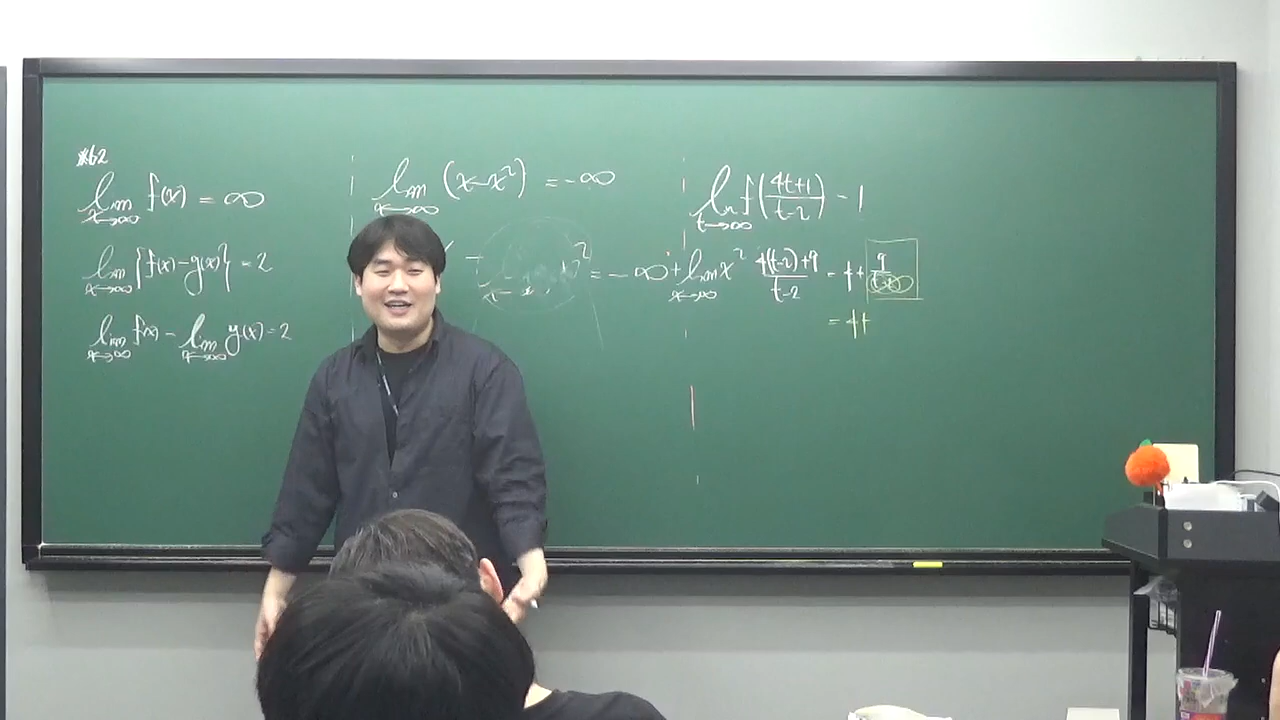 ※62
lim x→∞ f(x) = ∞
lim x→∞ {f(x)-g(x)} = 2
lim x→∞ f(x) - lim x→∞ g(x) = 2
lim x→∞ (x-x²) = -∞
² = -∞ + lim x→∞ x²
lim t→∞ f(4t+1/t-2) - 1
4(t-2)+9/t-2 = 4+ 9/t-2
= 4+